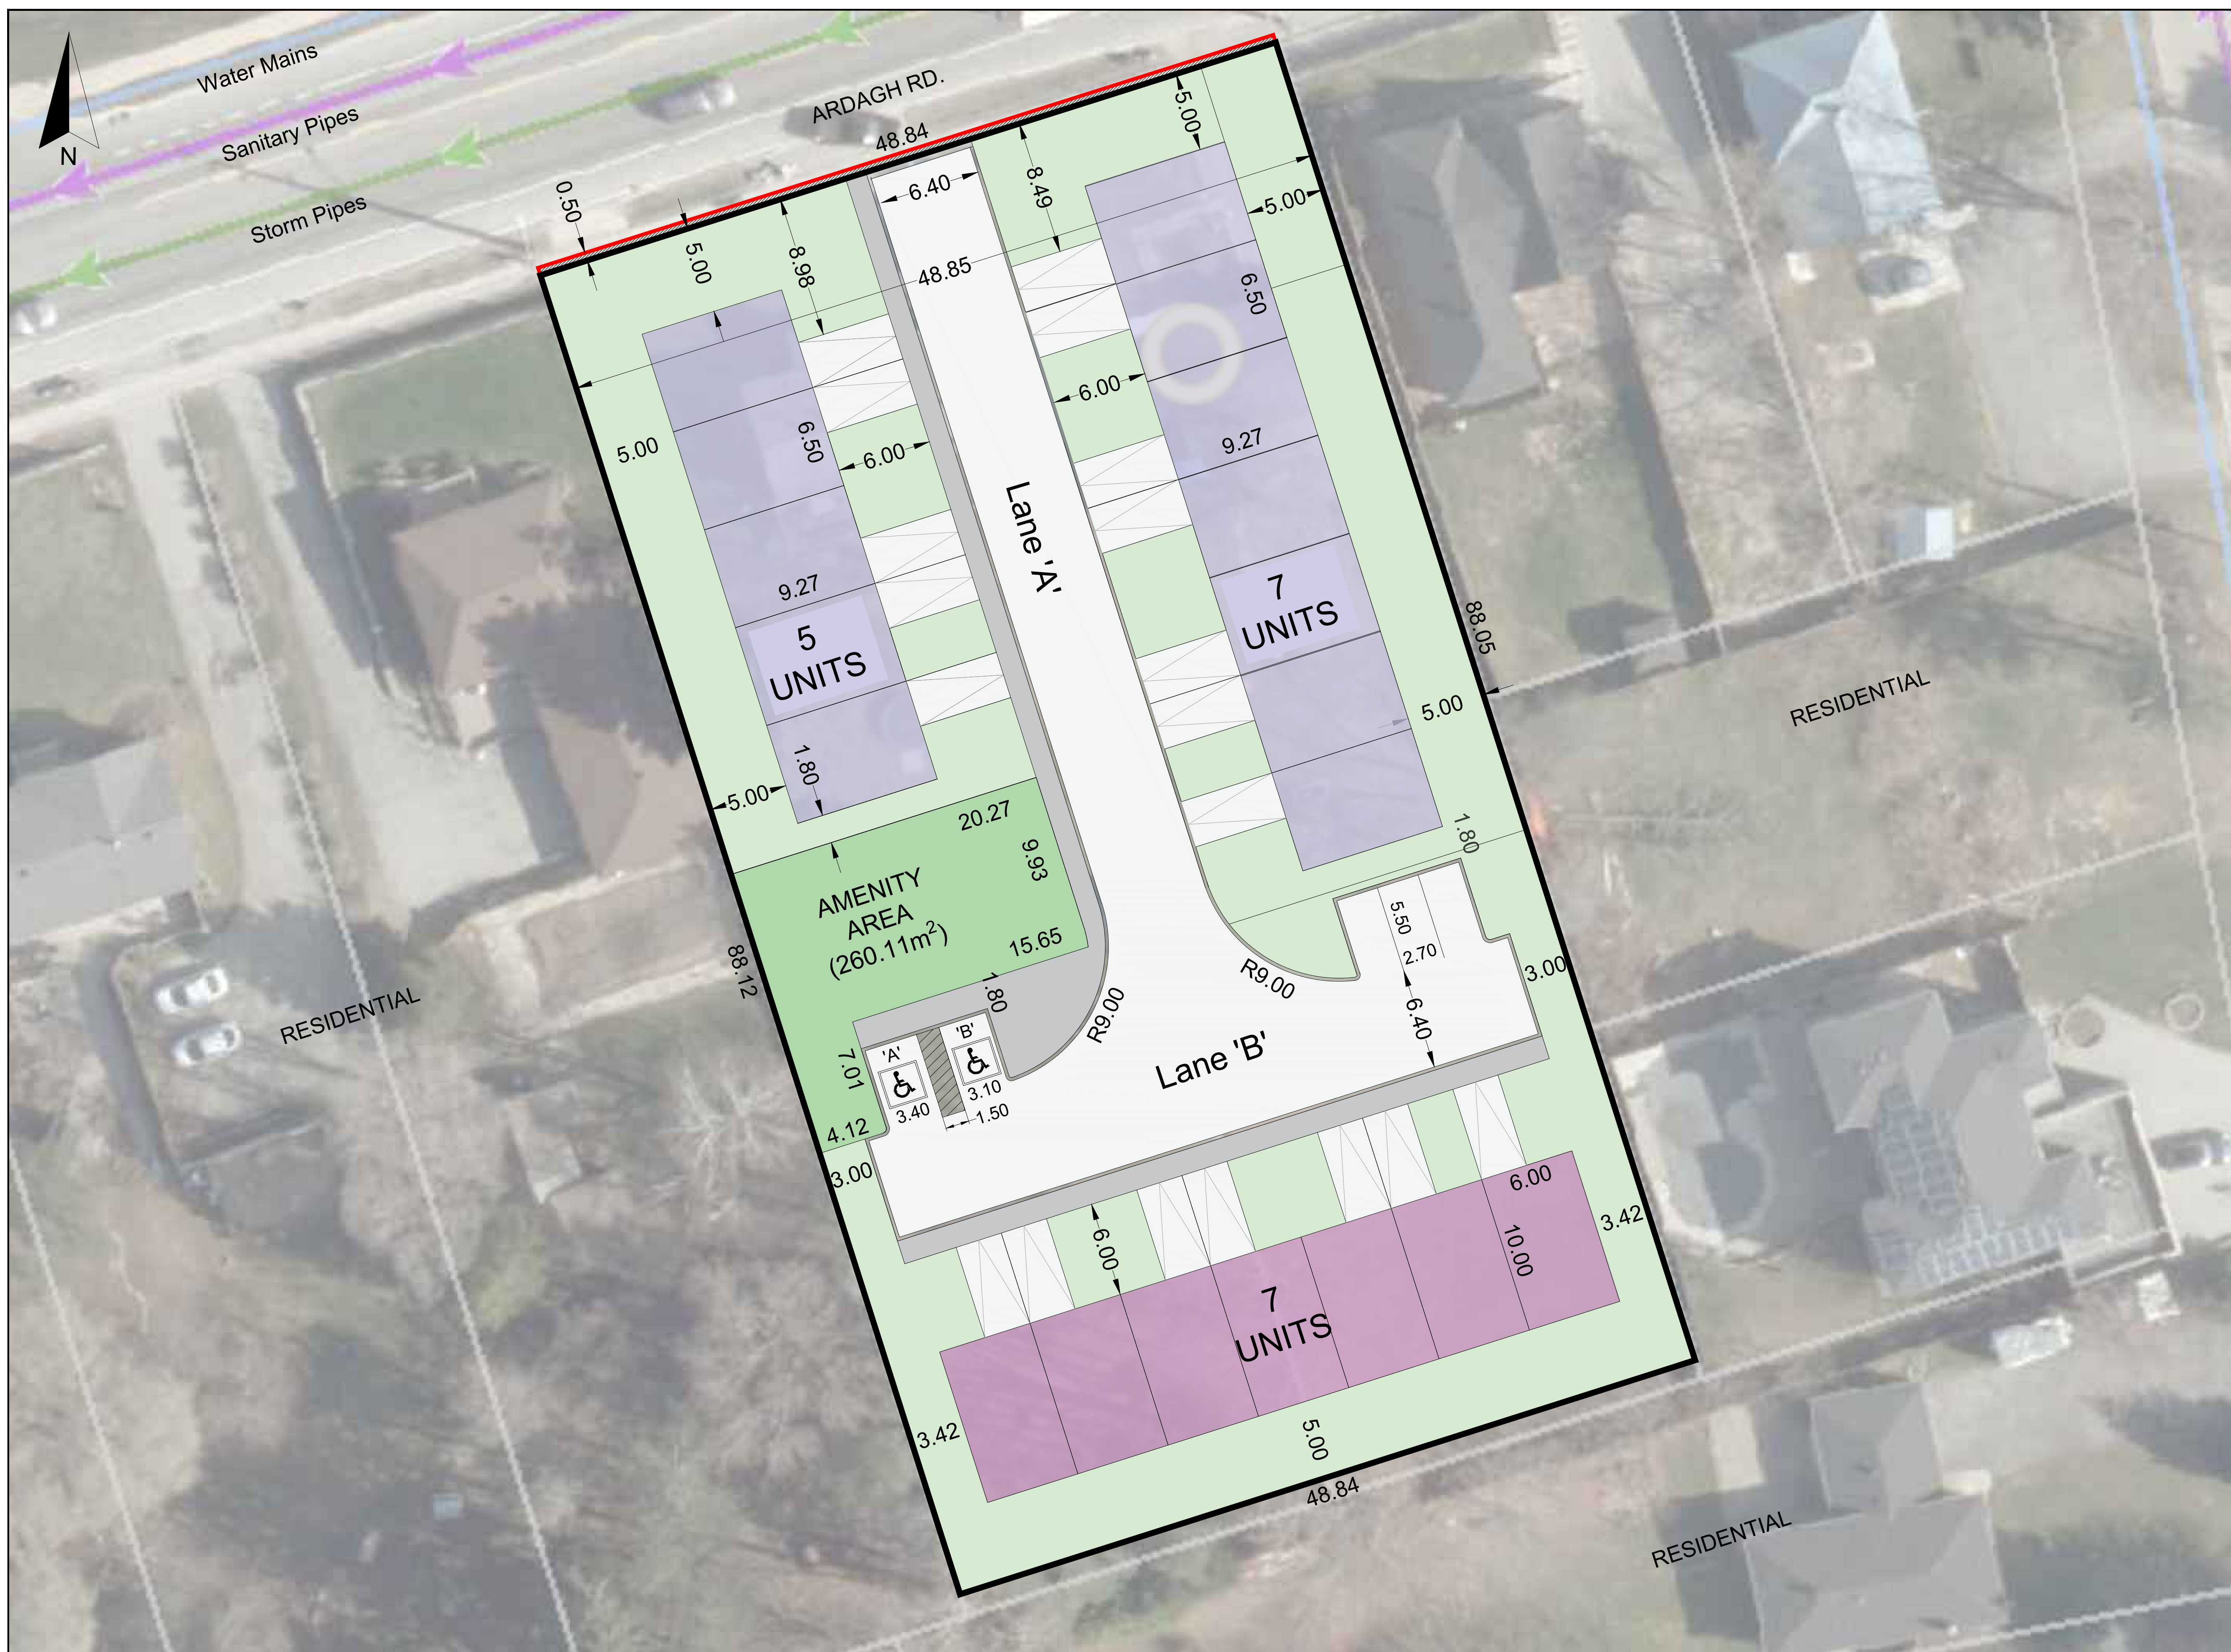 Water Mains
Sanitary Pipes
Storm Pipes
N
ARDAGH RD.
48.84
0.50
5.00
8.98
6.40
8.49
5.00
5.00
48.85
6.50
6.00
9.27
5.00
6.50
6.00
9.27
Lane 'A'
5
UNITS
7
UNITS
88.05
RESIDENTIAL
5.00
1.80
5.00
20.27
9.93
1.80
AMENITY
AREA
(260.11m²)
15.65
88.12
RESIDENTIAL
1.80
R9.00
R9.00
5.50
2.70
3.00
6.40
Lane 'B'
7.01
'A'
'B'
3.40
3.10
1.50
4.12
3.00
6.00
6.00
10.00
3.42
7
UNITS
3.42
5.00
48.84
RESIDENTIAL